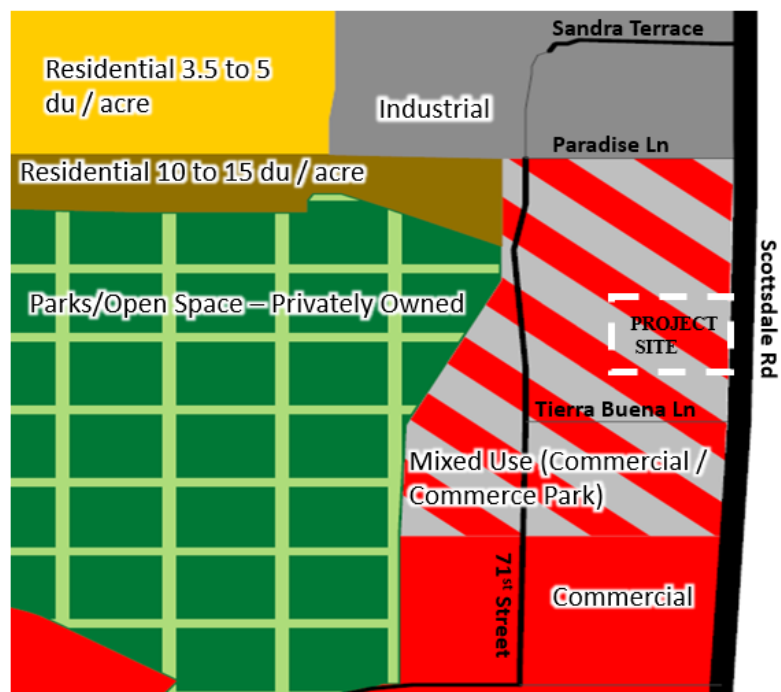 Sandra Terrace
Residential 3.5 to 5
du / acre
Industrial
Paradise Ln
Residential 10 to 15 du / acre
Scottsdale Rd
Parks/Open Space – Privately Owned
PROJECT
SITE
Tierra Buena Ln
Mixed Use (Commercial /
Commerce Park)
71st Street
Commercial